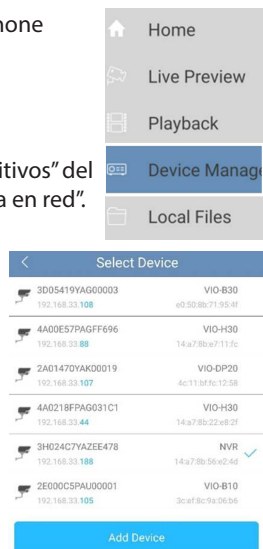 hone
itivos” del
a en red”.
Home
Live Preview
Playback
Device Manage
Local Files
Select Device
3D05419YAG00003 VIO-B30
192.168.33.108 e0:50:8b:71:95:4f
4A00E57PAGFF696 VIO-H30
192.168.33.88 14:a7:8b:e7:11:fc
2A01470YAK00019 VIO-DP20
192.168.33.107 4c:11:bf:fc:12:58
4A0218FPAG031C1 VIO-H30
192.168.33.44 14:a7:8b:22:e8:2f
3H024C7YAZEE478 NVR
192.168.33.188 14:a7:8b:56:e2:4d
2E000C5PAU00001 VIO-B10
192.168.33.105 3c:ef:8c:9a:06:b6
Add Device